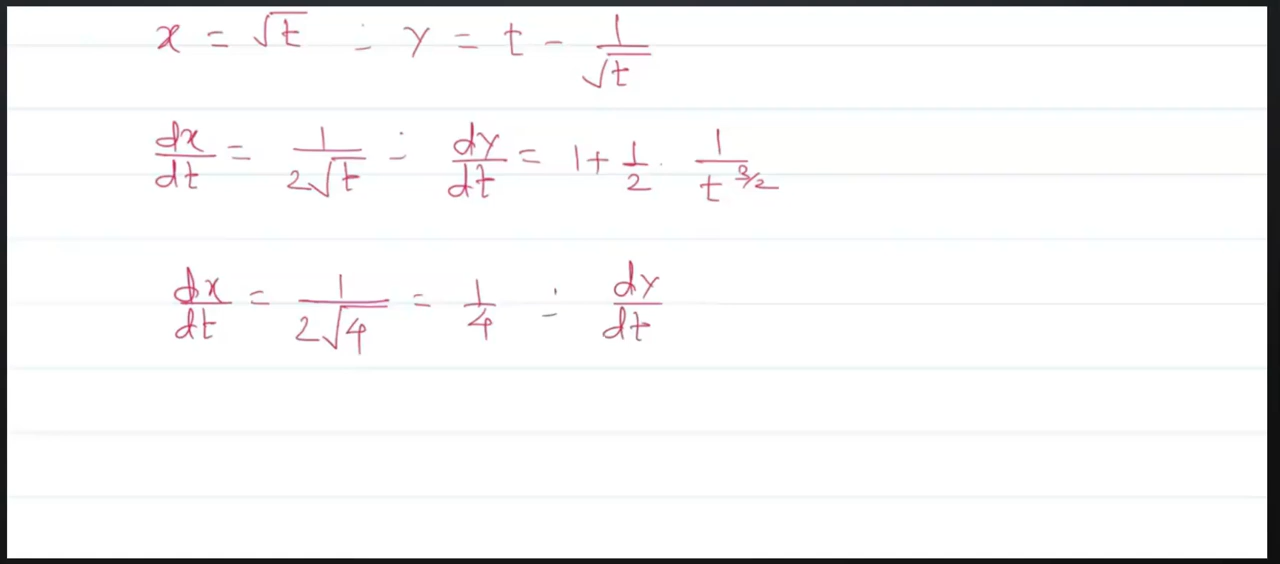 x = √t ; y = t - 1/√t
dx/dt = 1/(2√t) ; dy/dt = 1 + 1/2 . 1/t^(3/2)
dx/dt = 1/(2√4) = 1/4 ; dy/dt